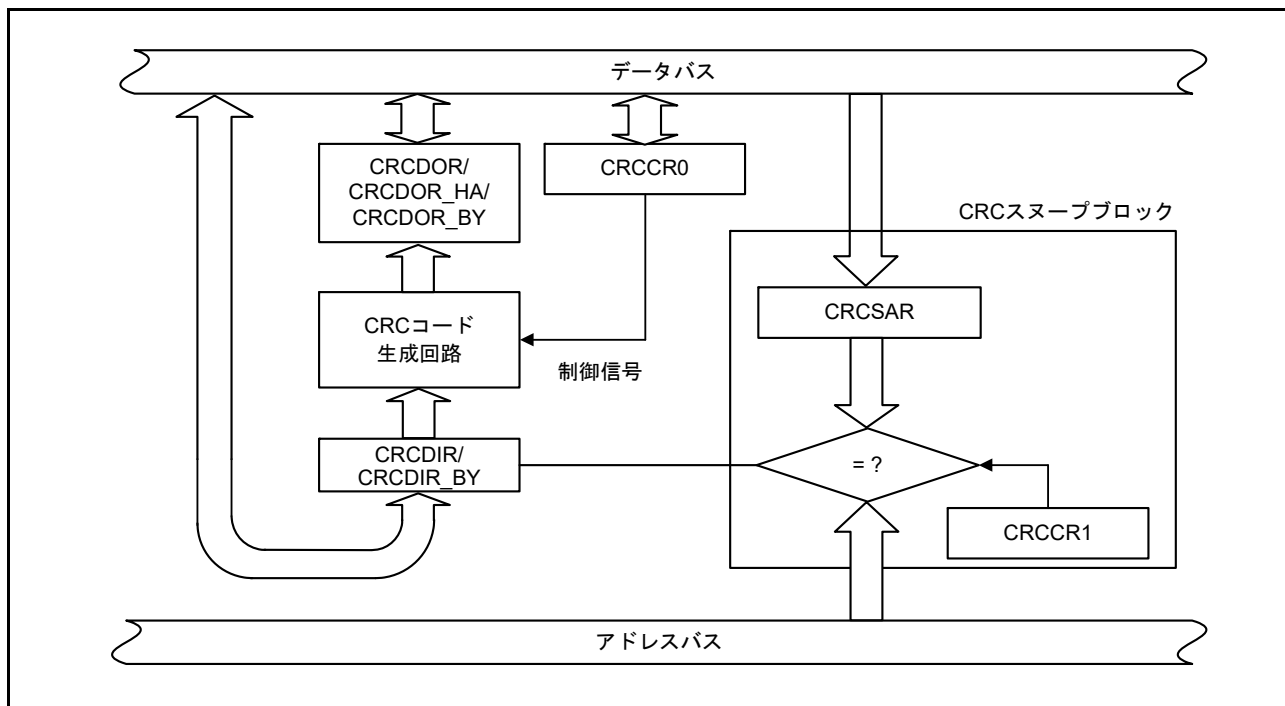 データバス
CRCDOR/
CRCDOR_HA/
CRCDOR_BY
CRCCR0
CRCスヌープブロック
CRCSAR
CRCコード
生成回路
制御信号
CRCDIR/
CRCDIR_BY
= ?
CRCCR1
アドレスバス